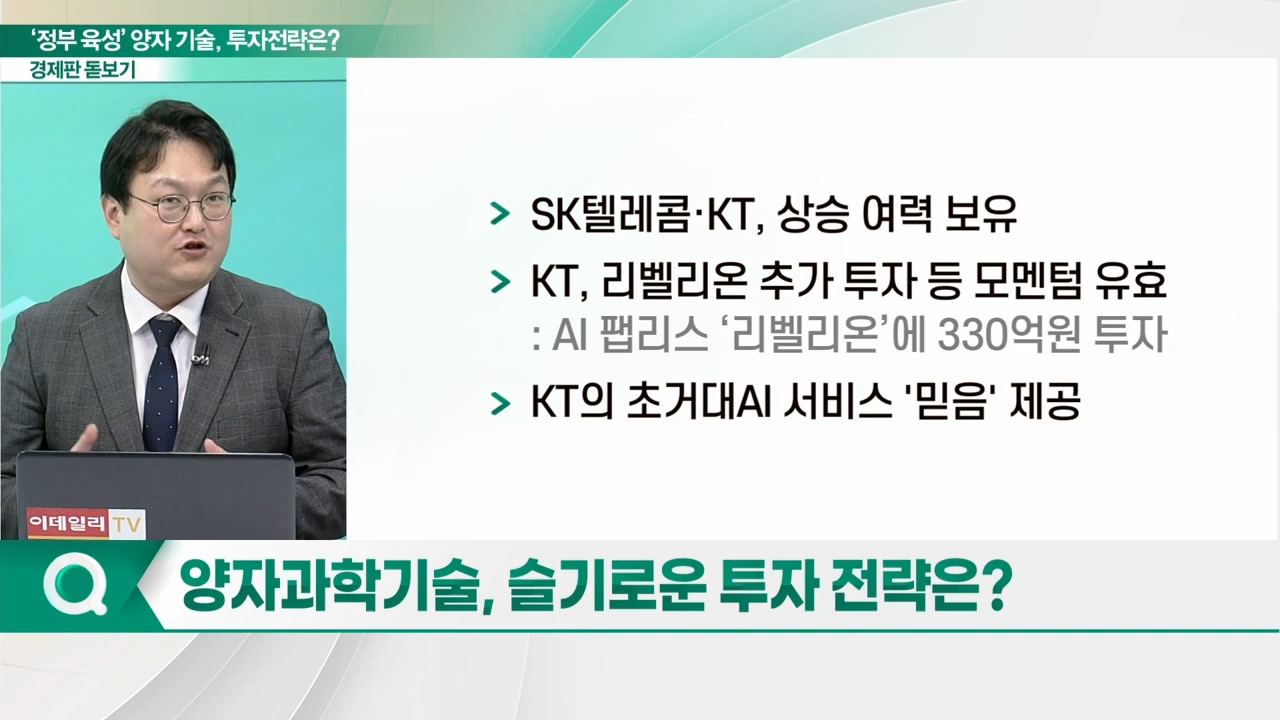 ‘정부 육성’ 양자 기술, 투자전략은?
경제판 돋보기
> SK텔레콤·KT, 상승 여력 보유
> KT, 리벨리온 추가 투자 등 모멘텀 유효
: AI 팹리스 ‘리벨리온’에 330억원 투자
> KT의 초거대AI 서비스 '믿음' 제공
이데일리 TV
Q 양자과학기술, 슬기로운 투자 전략은?